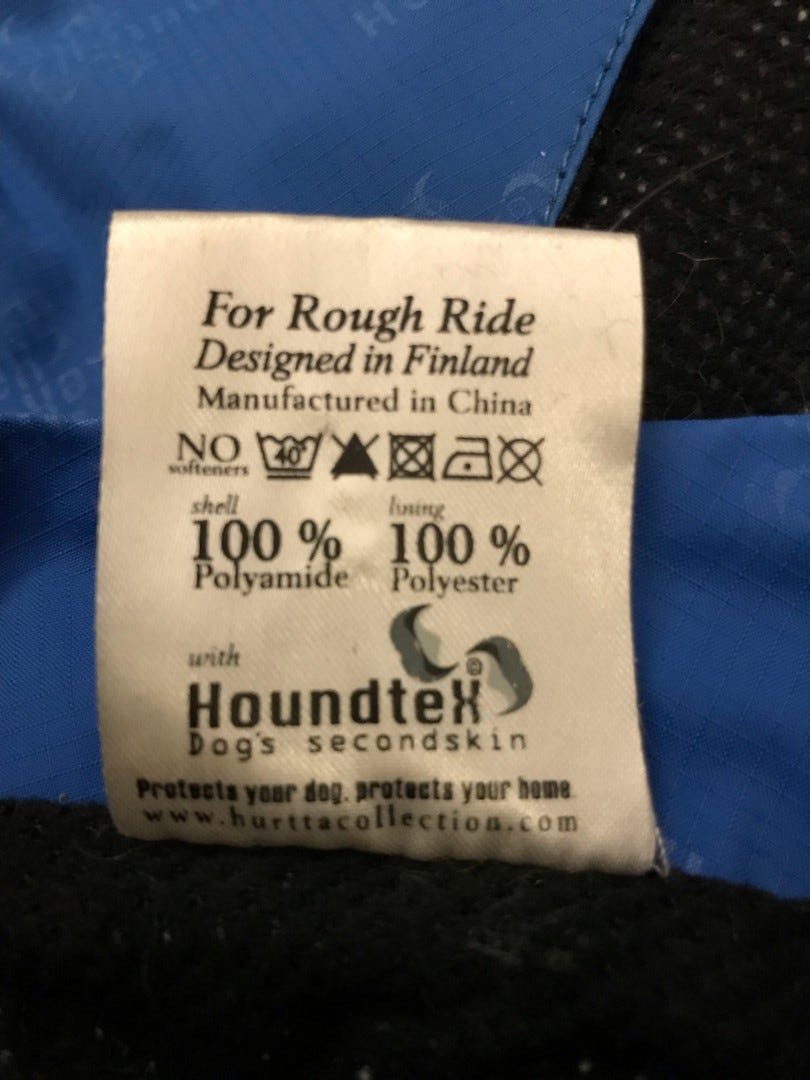 For Rough Ride
Designed in Finland
Manufactured in China
NO
softeners
40°
shell lining
100 % 100 %
Polyamide Polyester
with
Houndtex®
Dog's secondskin
Protects your dog. protects your home
www.hurttacollection.com